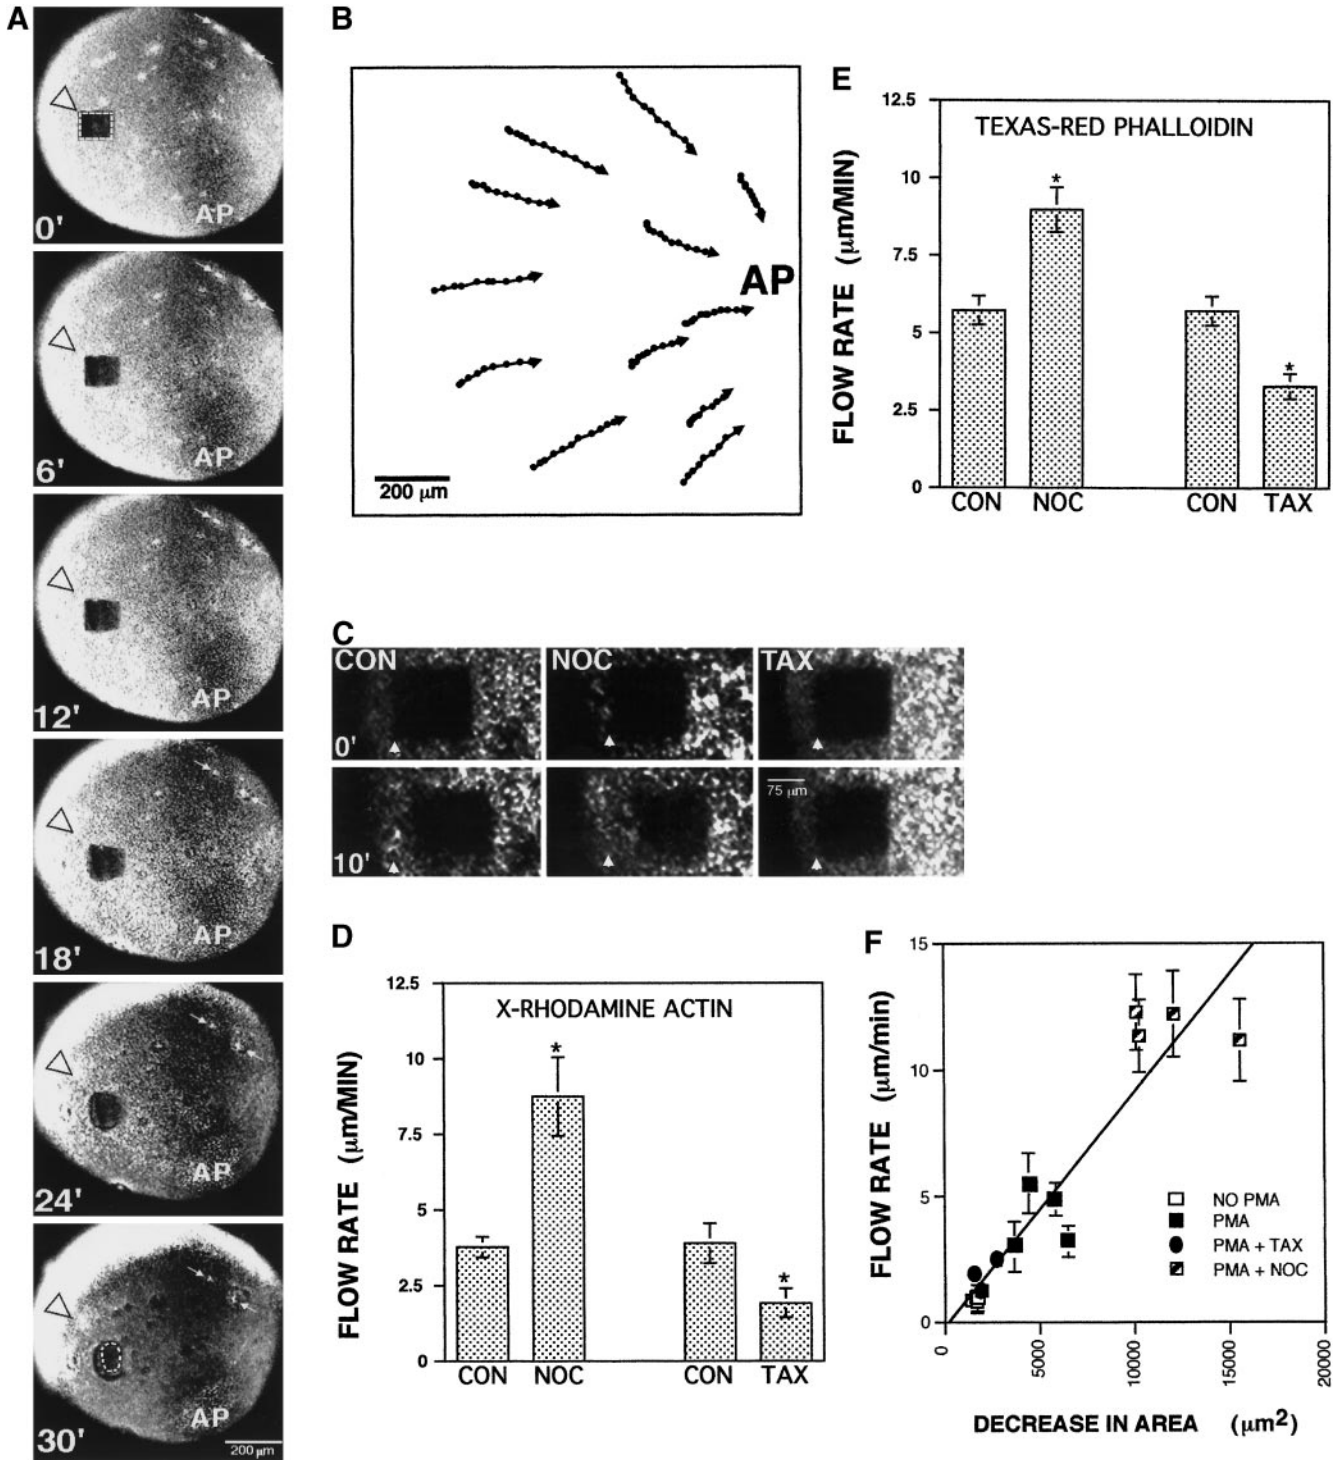 A
0'
AP
6'
AP
12'
AP
18'
AP
24'
AP
30'
AP
200 μm
B
AP
200 μm
C
CON NOC TAX
0'
10'
75 μm
D
X-RHODAMINE ACTIN
FLOW RATE (μm/MIN)
12.5
10
7.5
5
2.5
0
* *
CON NOC CON TAX
E
TEXAS-RED PHALLOIDIN
FLOW RATE (μm/MIN)
12.5
10
7.5
5
2.5
0
* *
CON NOC CON TAX
F
FLOW RATE (μm/min)
15
10
5
0
NO PMA
PMA
PMA + TAX
PMA + NOC
0 5000 10000 15000 20000
DECREASE IN AREA (μm²)